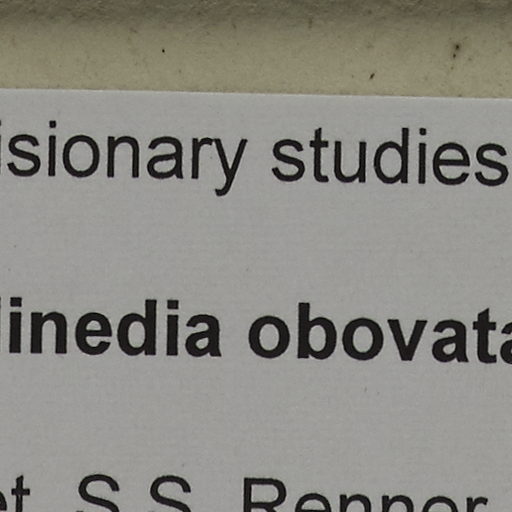 isionary studies
linedia obovata
et. S.S. Renner